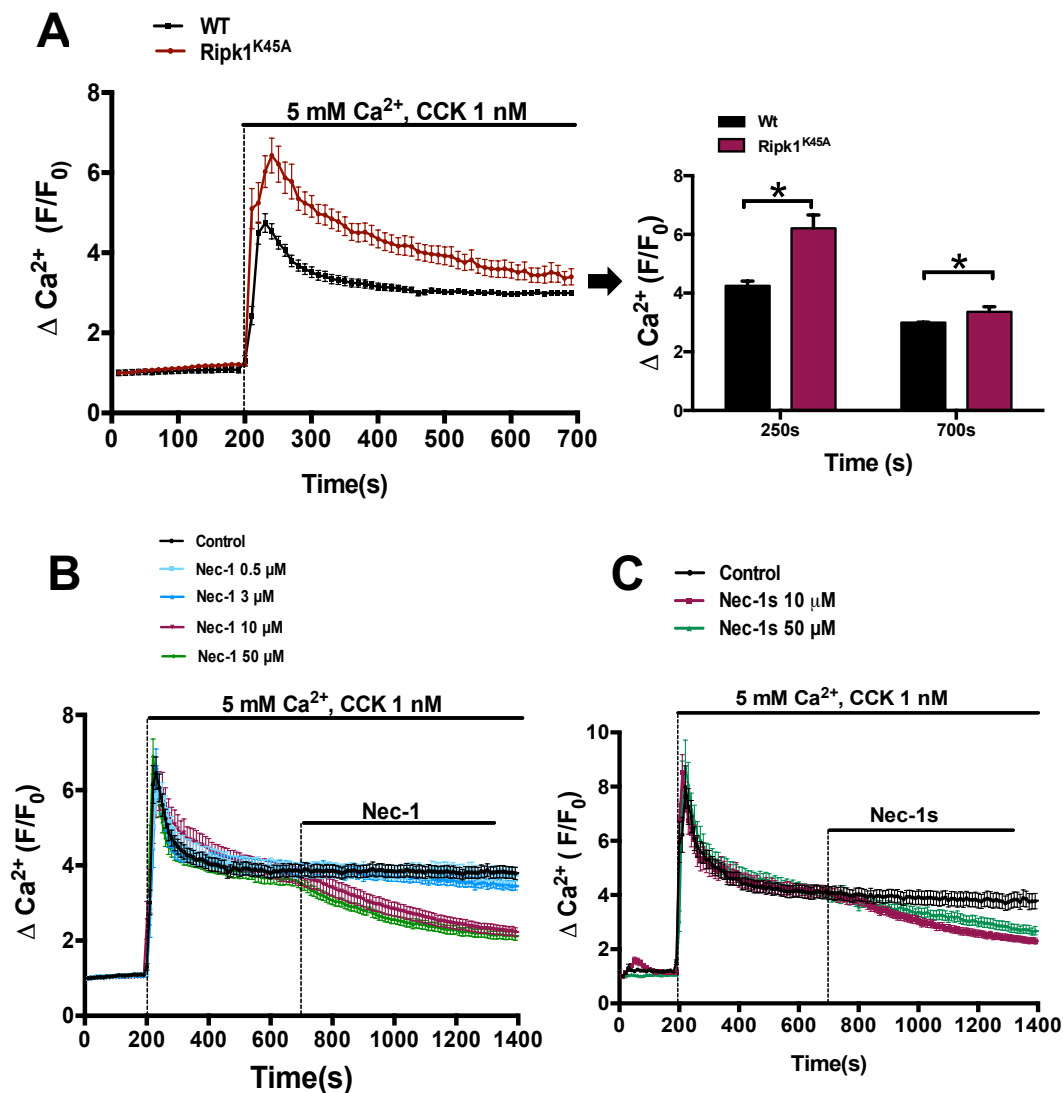 A
WT
Ripk1K45A
5 mM Ca2+, CCK 1 nM
Δ Ca2+ (F/F0)
8
6
4
2
0
0 100 200 300 400 500 600 700
Time(s)
Wt
Ripk1K45A
Δ Ca2+ (F/F0)
8
6
4
2
0
*
*
250s 700s
Time (s)
B
Control
Nec-1 0.5 µM
Nec-1 3 µM
Nec-1 10 µM
Nec-1 50 µM
5 mM Ca2+, CCK 1 nM
Nec-1
Δ Ca2+ (F/F0)
8
6
4
2
0
0 200 400 600 800 1000 1200 1400
Time(s)
C
Control
Nec-1s 10 µM
Nec-1s 50 µM
5 mM Ca2+, CCK 1 nM
Nec-1s
Δ Ca2+ ( F/F0)
10
8
6
4
2
0
0 200 400 600 800 1000 1200 1400
Time(s)